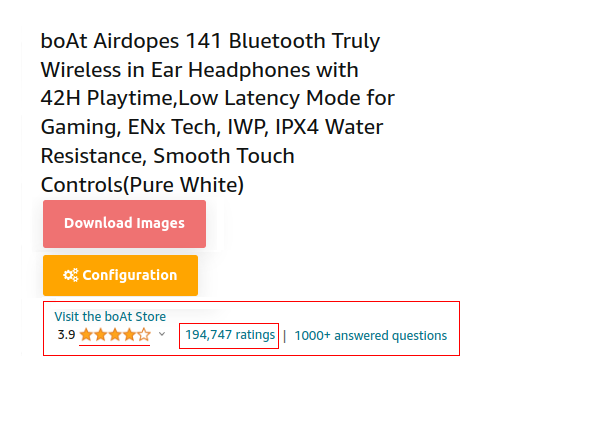 boAt Airdopes 141 Bluetooth Truly
Wireless in Ear Headphones with
42H Playtime,Low Latency Mode for
Gaming, ENx Tech, IWP, IPX4 Water
Resistance, Smooth Touch
Controls(Pure White)
Download Images
Configuration
Visit the boAt Store
3.9 194,747 ratings | 1000+ answered questions